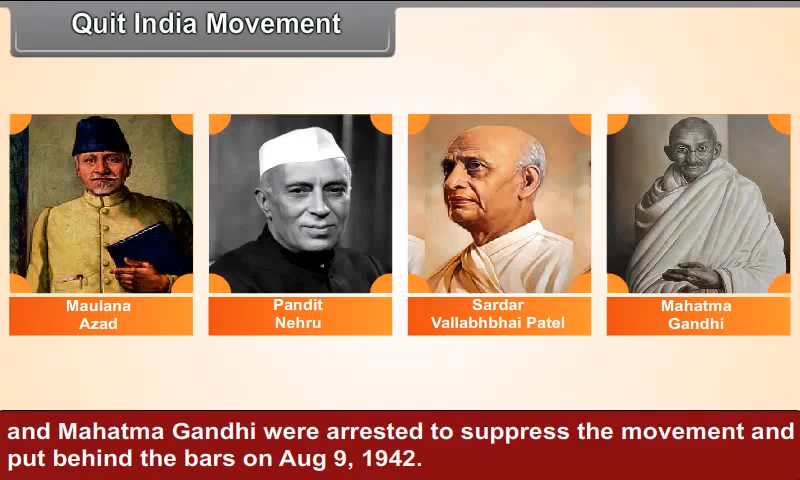 Quit India Movement
Maulana
Azad
Pandit
Nehru
Sardar
Vallabhbhai Patel
Mahatma
Gandhi
and Mahatma Gandhi were arrested to suppress the movement and
put behind the bars on Aug 9, 1942.